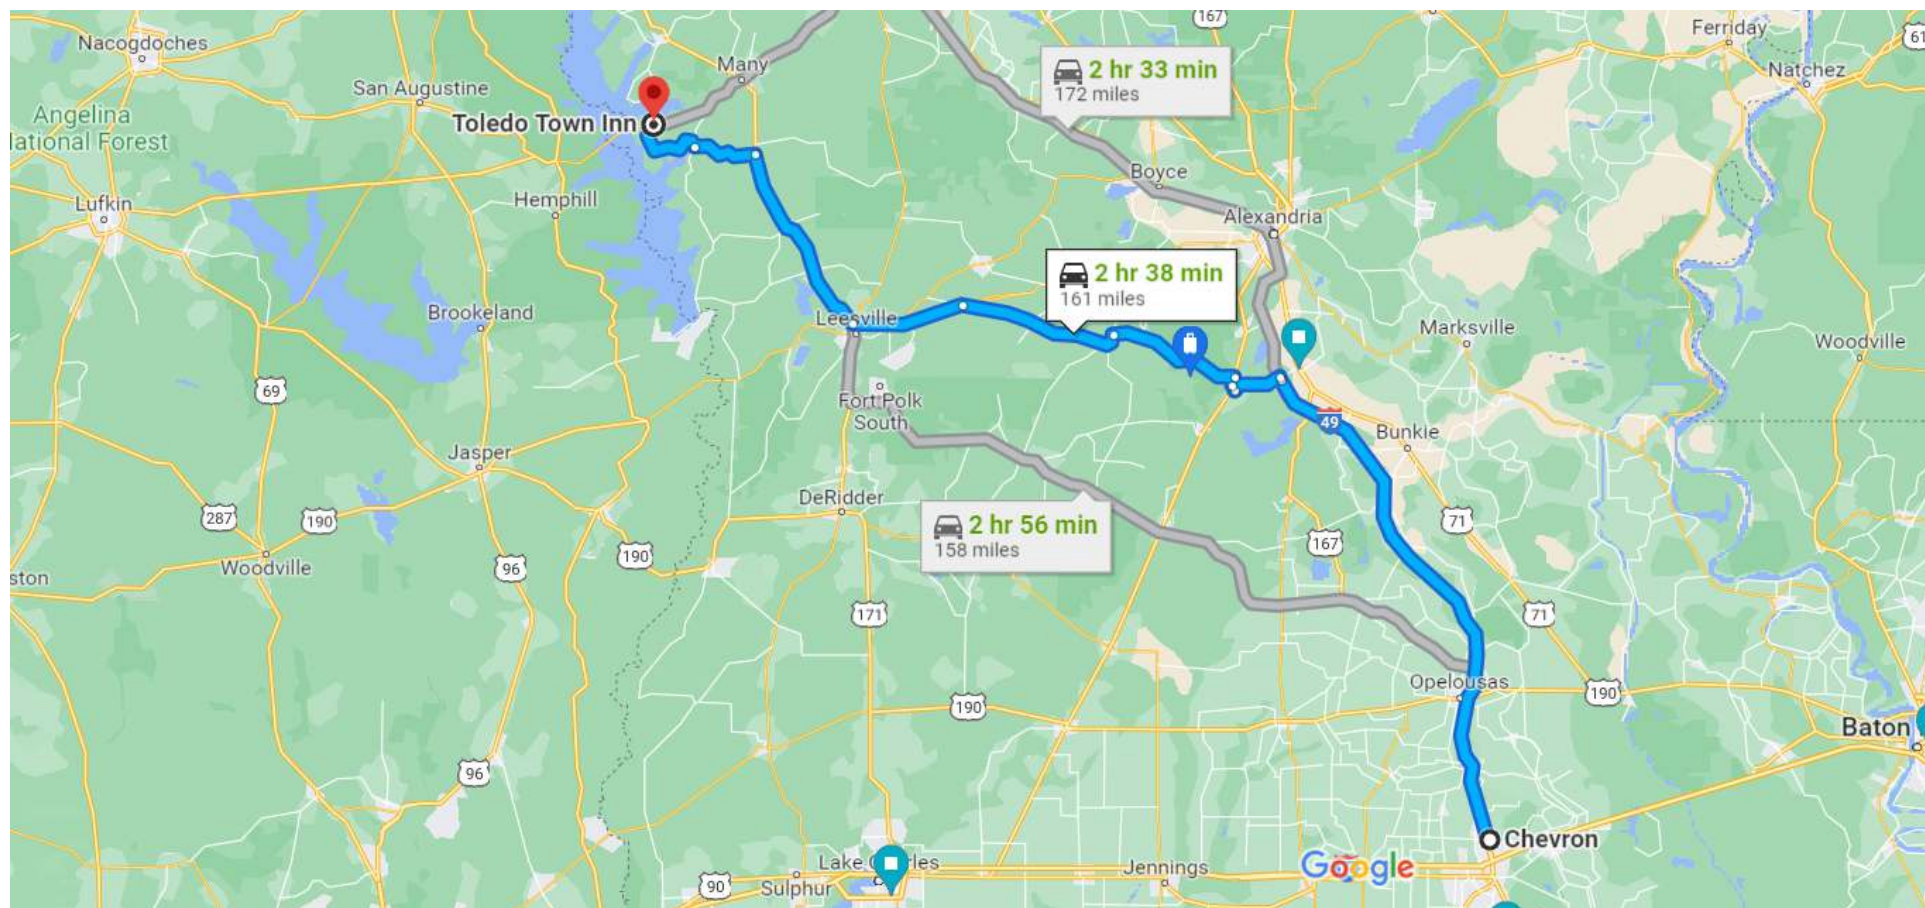 167
Ferriday
61
Nacogdoches
Many
2 hr 33 min
172 miles
Natchez
San Augustine
Angelina
National Forest
Toledo Town Inn
Boyce
Hemphill
Lufkin
Alexandria
2 hr 38 min
161 miles
Brookeland
Leesville
Marksville
Woodville
69
Fort Polk
South
49
Bunkie
Jasper
DeRidder
287
190
2 hr 56 min
158 miles
71
190
167
Woodville
96
ston
171
71
Opelousas
190
190
Baton
96
Chevron
Lake Charles
Jennings
Google
90
Sulphur